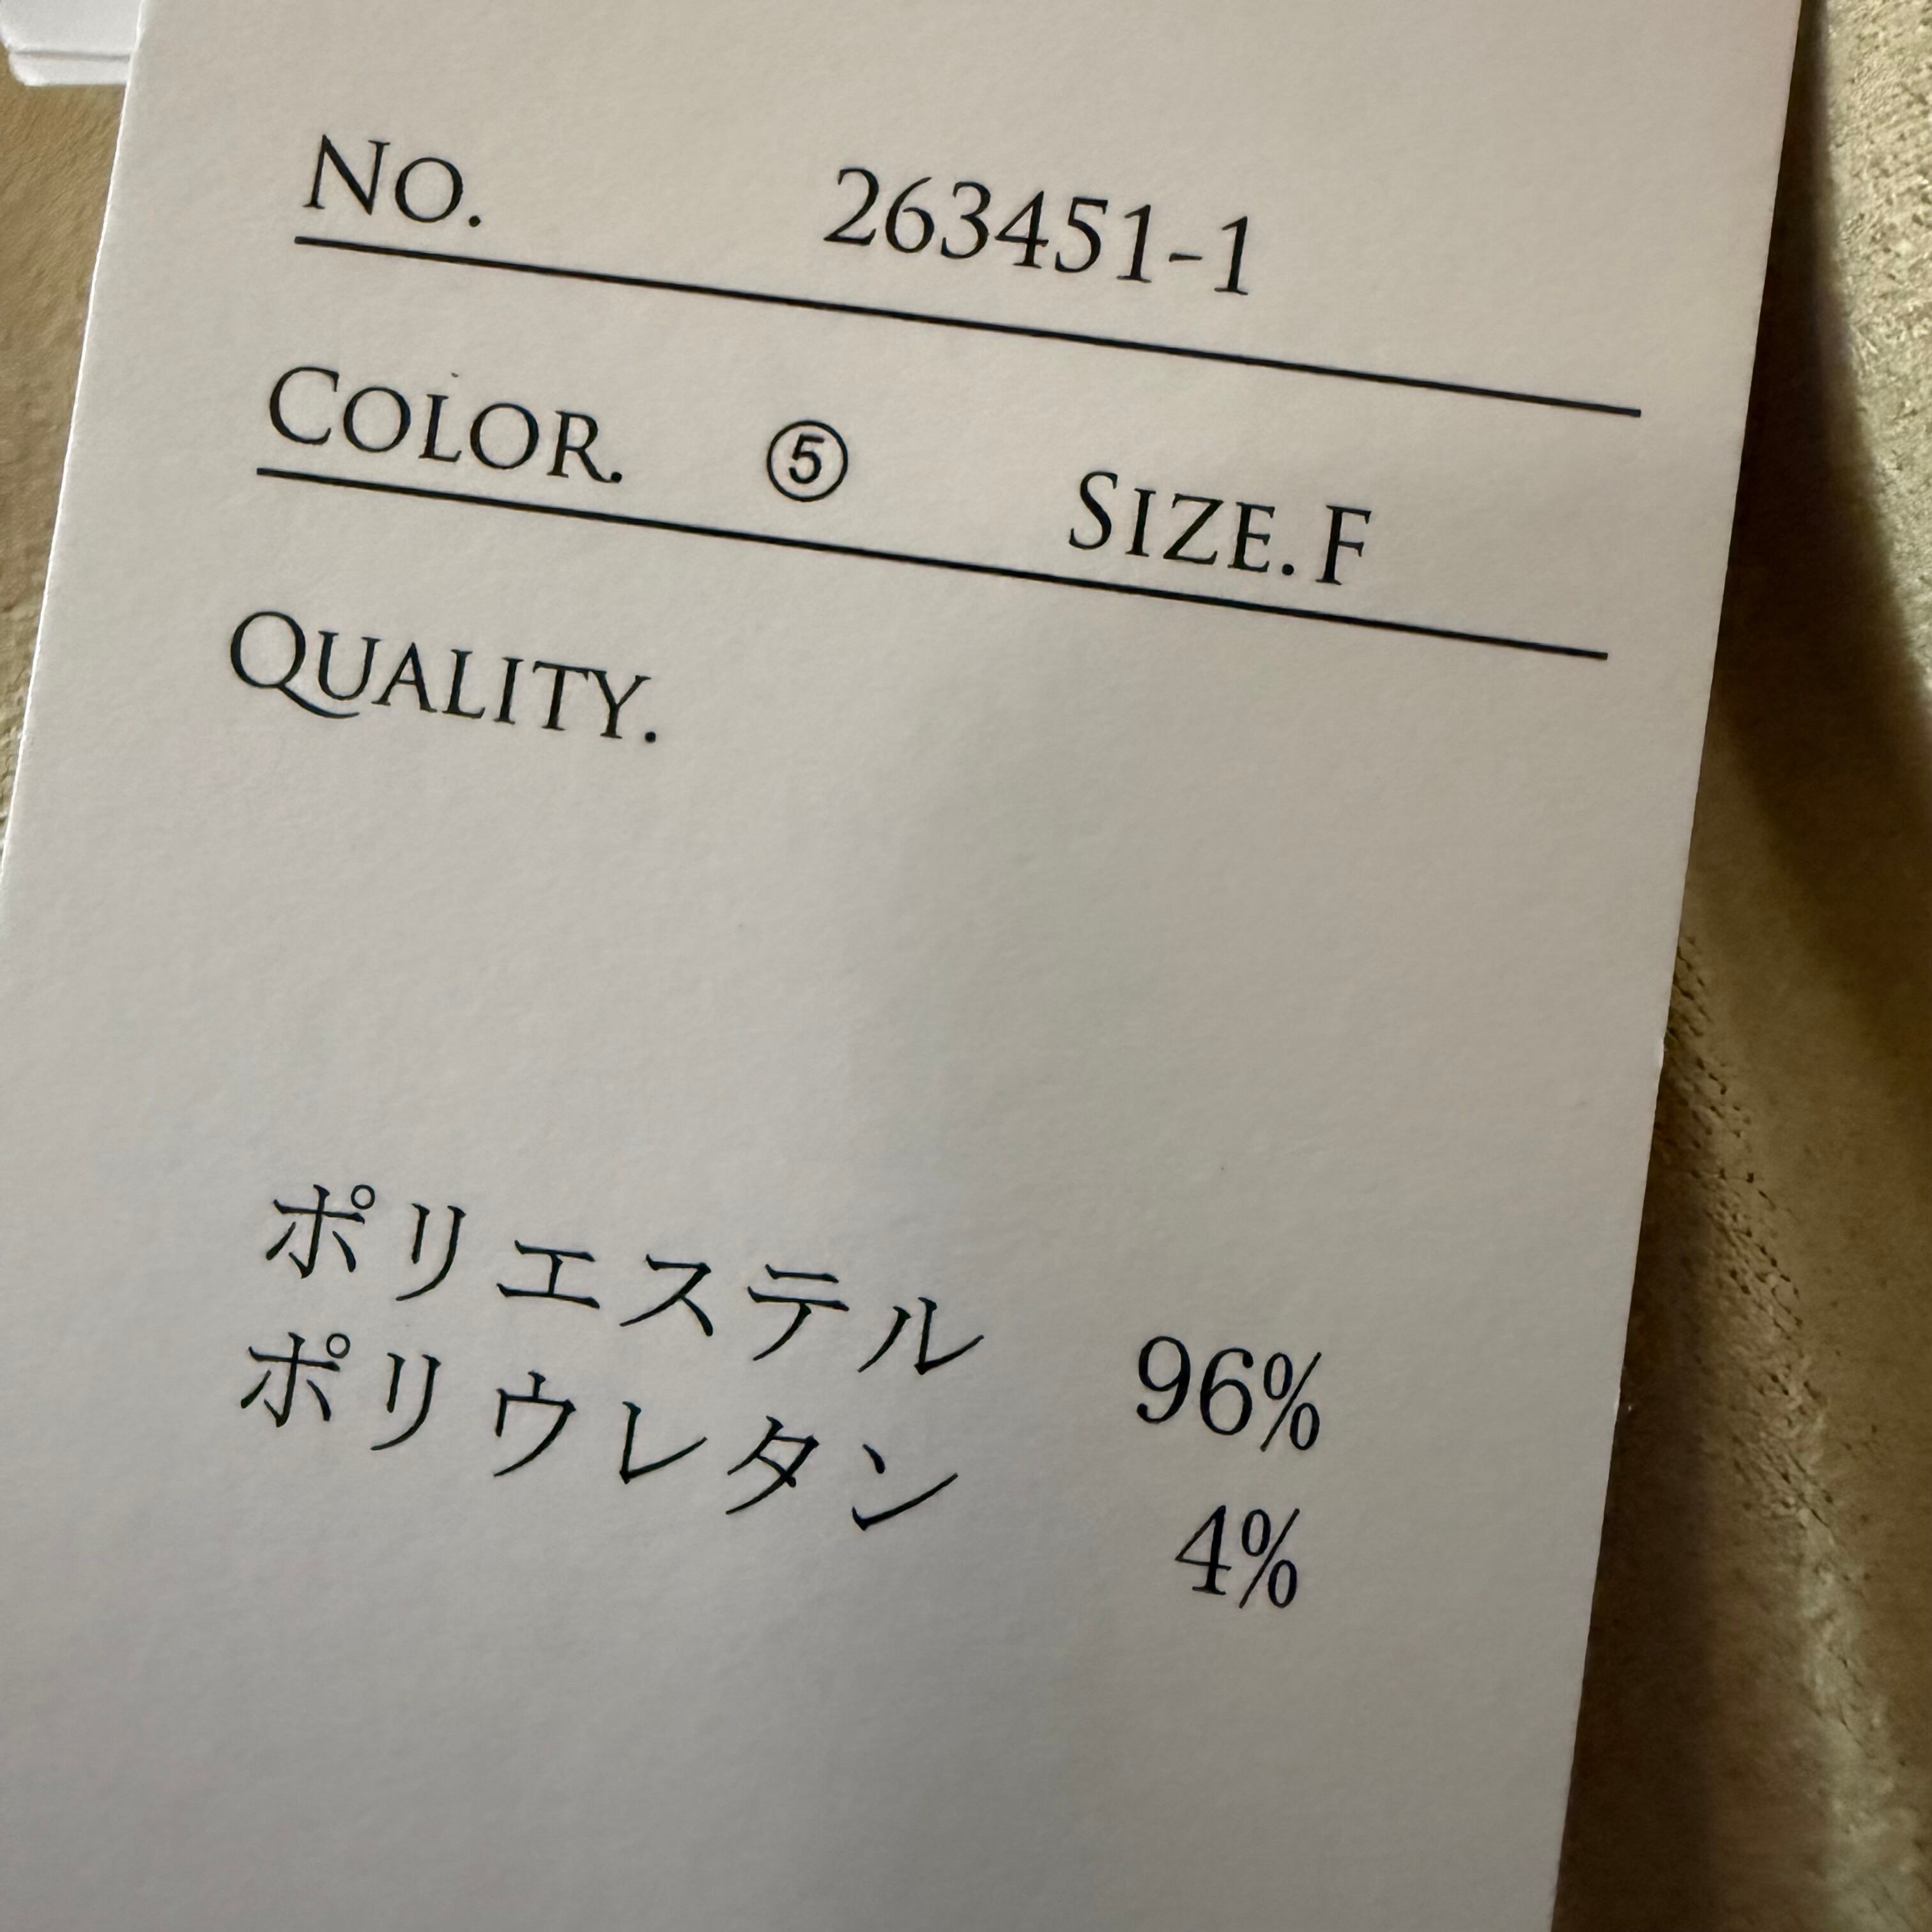 NO. 263451-1
COLOR. ⑤ SIZE. F
QUALITY.
ポリエステル 96%
ポリウレタン 4%